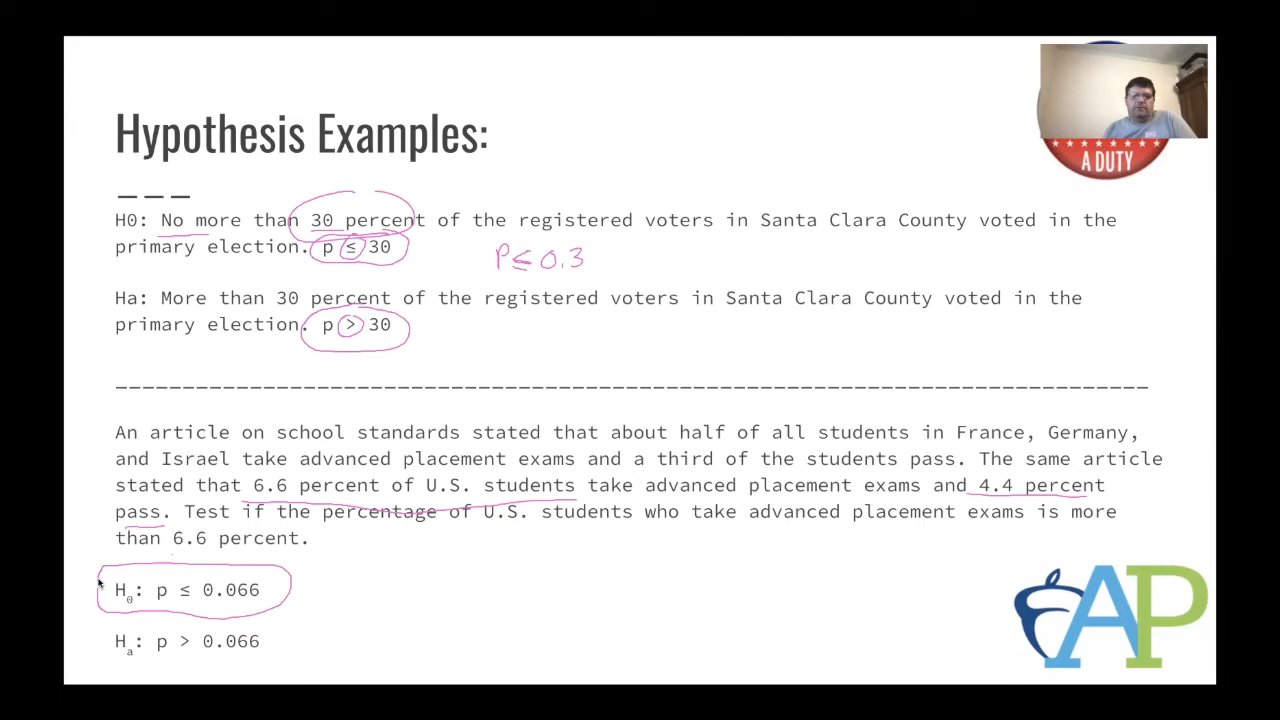 Hypothesis Examples:
A DUTY
H0: No more than 30 percent of the registered voters in Santa Clara County voted in the
primary election. p ≤ 30
P ≤ 0.3
Ha: More than 30 percent of the registered voters in Santa Clara County voted in the
primary election. p > 30
An article on school standards stated that about half of all students in France, Germany,
and Israel take advanced placement exams and a third of the students pass. The same article
stated that 6.6 percent of U.S. students take advanced placement exams and 4.4 percent
pass. Test if the percentage of U.S. students who take advanced placement exams is more
than 6.6 percent.
H₀: p ≤ 0.066
Hₐ: p > 0.066
AP